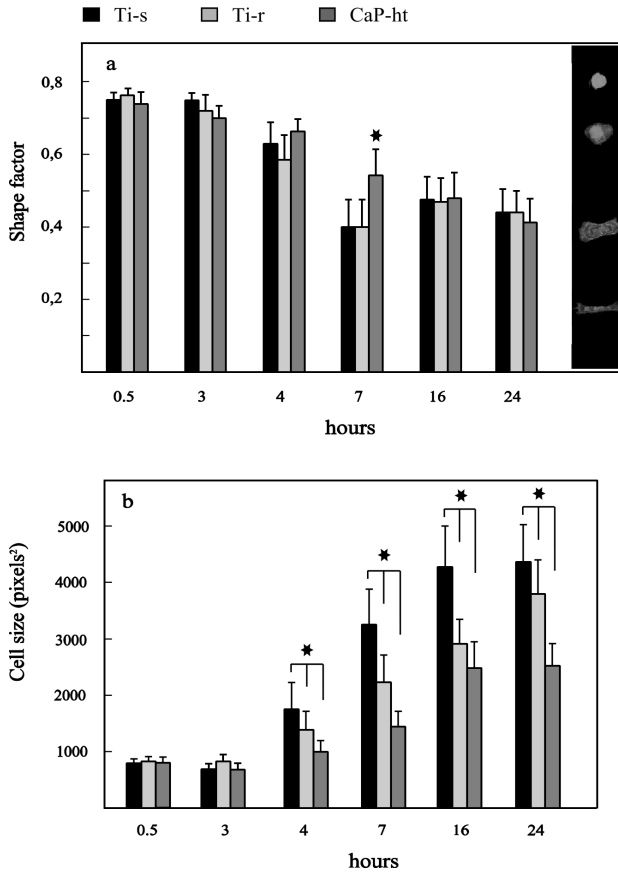 Ti-s Ti-r CaP-ht
a
0,8
0,6
0,4
0,2
Shape factor
0.5 3 4 7 16 24
hours
b
5000
4000
3000
2000
1000
Cell size (pixels²)
0.5 3 4 7 16 24
hours